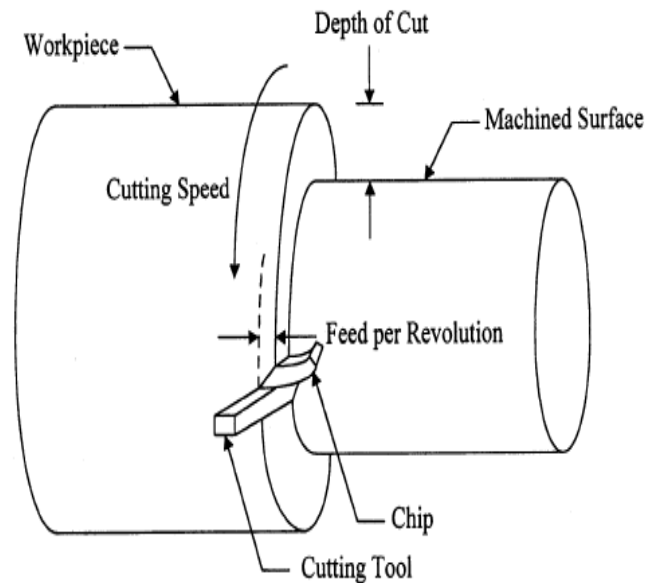 Depth of Cut
Workpiece
Machined Surface
Cutting Speed
Feed per Revolution
Chip
Cutting Tool